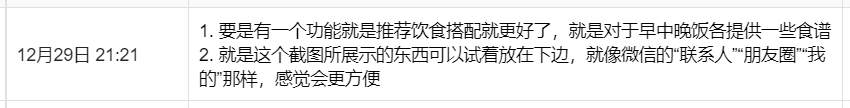 12月29日 21:21
1. 要是有一个功能就是推荐饮食搭配就更好了，就是对于早中晚饭各提供一些食谱
2. 就是这个截图所展示的东西可以试着放在下边，就像微信的“联系人”“朋友圈”“我
的”那样，感觉会更方便